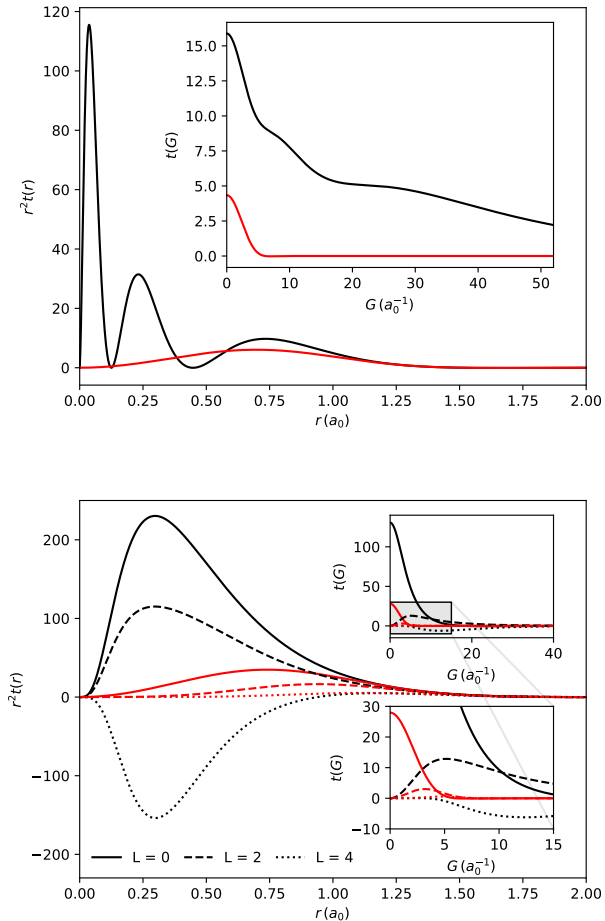 120
100
80
60
40
20
0
r²t(r)
0.00 0.25 0.50 0.75 1.00 1.25 1.50 1.75 2.00
r (a₀)
15.0
12.5
10.0
7.5
5.0
2.5
0.0
t(G)
0 10 20 30 40 50
G (a₀⁻¹)
200
100
0
−100
−200
r²t(r)
0.00 0.25 0.50 0.75 1.00 1.25 1.50 1.75 2.00
r (a₀)
L = 0 L = 2 L = 4
100
50
0
t(G)
0 20 40
G (a₀⁻¹)
30
20
10
0
−10
t(G)
0 5 10 15
G (a₀⁻¹)